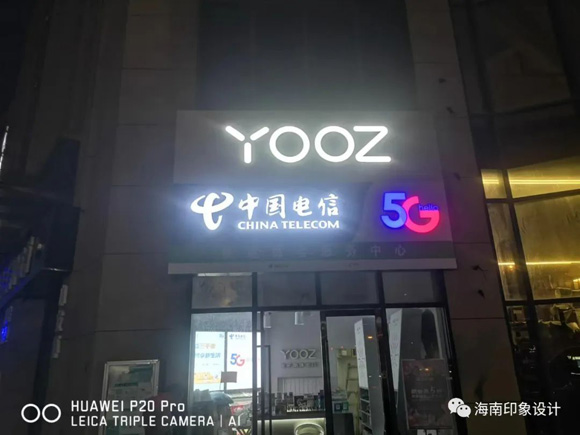 YOOZ
中国电信
CHINA TELECOM
5G
hello
中心
5G
YOOZ
HUAWEI P20 Pro
LEICA TRIPLE CAMERA | AI
海南印象设计